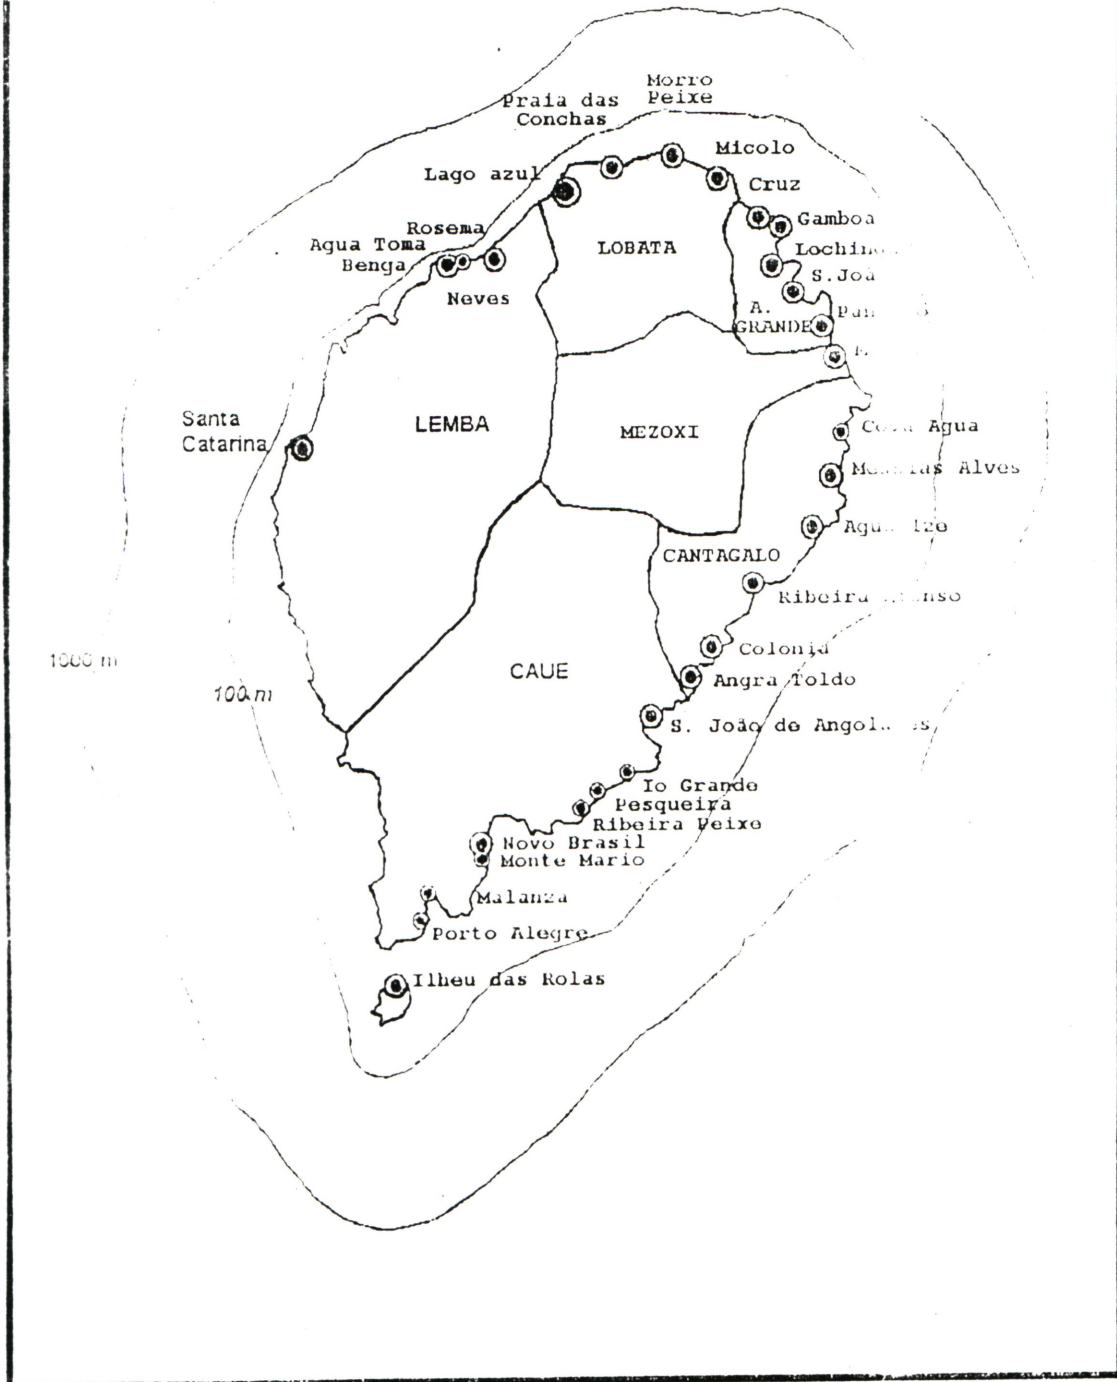 Morro
Peixe
Praia das
Conchas
Micolo
Lago azul
Cruz
Rosema
Gamboa
Agua Toma
LOBATA
Benga
S.Joã
Neves
A.
GRANDE
Santa
Catarina
LEMBA
MEZOXI
Agua
Alves
CANTAGALO
Ribeira
Colonia
1000 m
CAUE
Angra Toldo
100 m
S. João de
Io Grande
Pesqueira
Ribeira Peixe
Novo Brasil
Monte Mario
Malanza
Porto Alegre
Ilheu das Rolas